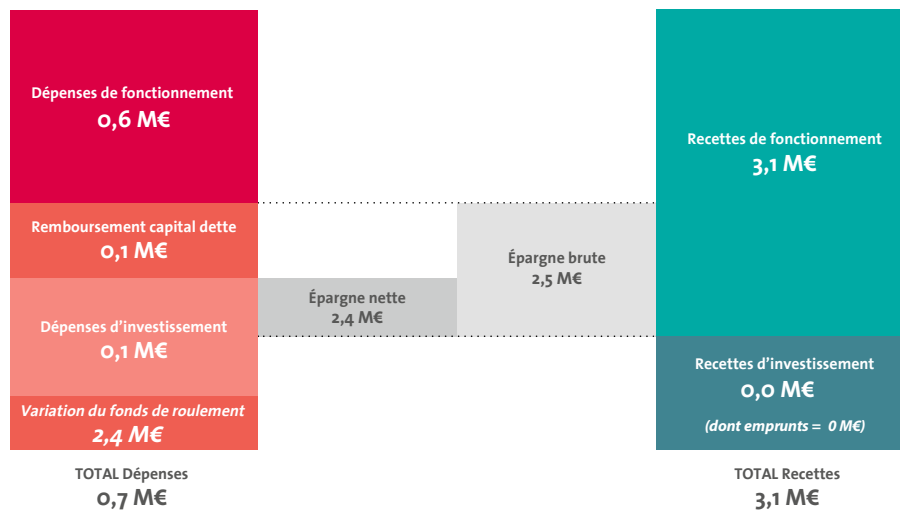 Dépenses de fonctionnement
0,6 M€
Remboursement capital dette
0,1 M€
Dépenses d'investissement
0,1 M€
Variation du fonds de roulement
2,4 M€
TOTAL Dépenses
0,7 M€
Épargne nette
2,4 M€
Épargne brute
2,5 M€
Recettes de fonctionnement
3,1 M€
Recettes d'investissement
0,0 M€
(dont emprunts = 0 M€)
TOTAL Recettes
3,1 M€